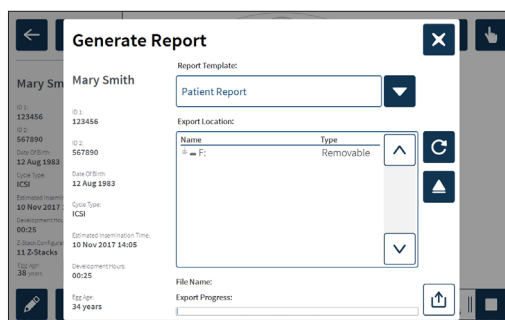 Generate Report
Mary Smith
ID 1:
123456
ID 2:
567890
Date Of Birth:
12 Aug 1983
Cycle Type:
ICSI
Estimated Insemination Time:
10 Nov 2017 14:05
Development Hours:
00:25
Egg Age:
34 years
Report Template:
Patient Report
Export Location:
Name Type
F: Removable
File Name:
Export Progress:
Mary Sm
ID 1:
123456
ID 2:
567890
Date Of Birth:
12 Aug 1983
Cycle Type:
ICSI
Estimated Insemin
10 Nov 2017 :
Development Hou
00:25
Z-Stack Configurat
11 Z-Stacks
Egg Age:
38 years